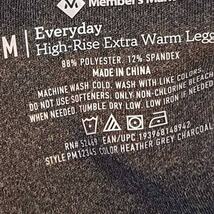 Member's Mark
M Everyday
High-Rise Extra Warm Legg
88% POLYESTER, 12% SPANDEX
MADE IN CHINA
MACHINE WASH COLD. WASH WITH LIKE COLORS.
DO NOT USE SOFTENERS. ONLY NON-CHLORINE BLEACH
WHEN NEEDED. TUMBLE DRY LOW. LOW IRON IF
RN# 52469 EAN/UPC 193968148942
STYLE PM12345 COLOR HEATHER GREY CHARCOAL